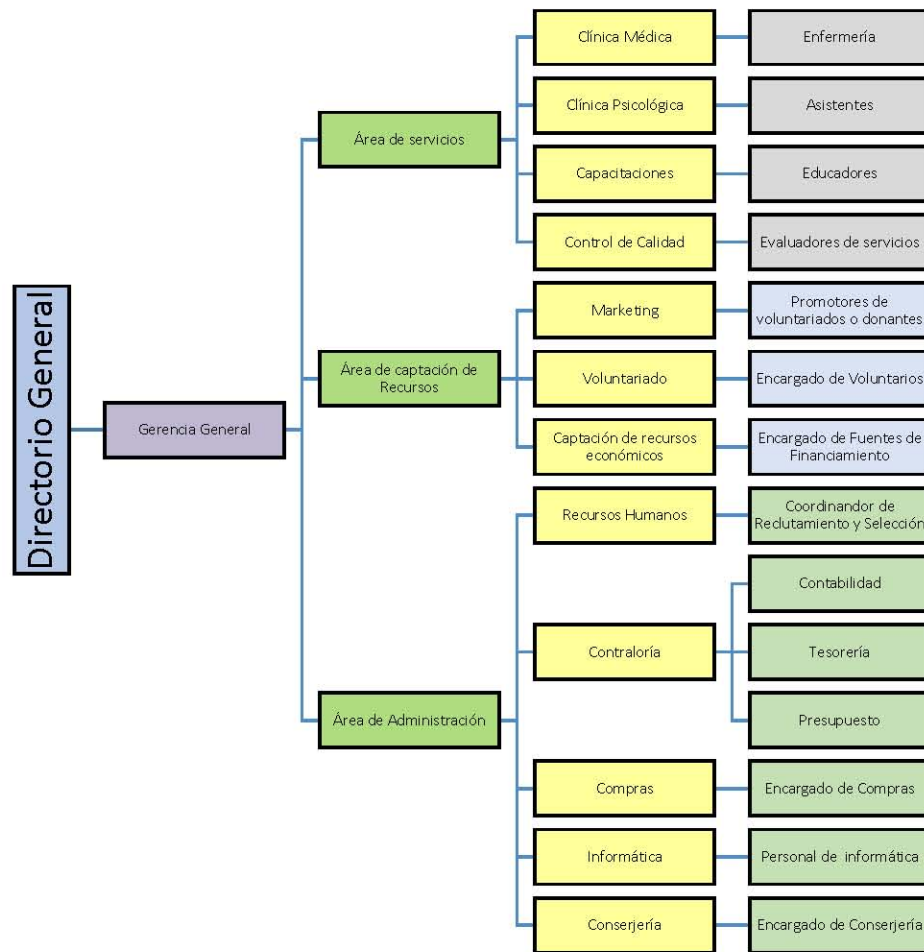 Directorio General
Gerencia General
Área de servicios
Clínica Médica
Enfermería
Clínica Psicológica
Asistentes
Capacitaciones
Educadores
Control de Calidad
Evaluadores de servicios
Área de captación de
Recursos
Marketing
Promotores de
voluntariados o donantes
Voluntariado
Encargado de Voluntarios
Captación de recursos
económicos
Encargado de Fuentes de
Financiamiento
Área de Administración
Recursos Humanos
Coordinandor de
Reclutamiento y Selección
Contraloría
Contabilidad
Tesorería
Presupuesto
Compras
Encargado de Compras
Informática
Personal de informática
Conserjería
Encargado de Conserjería